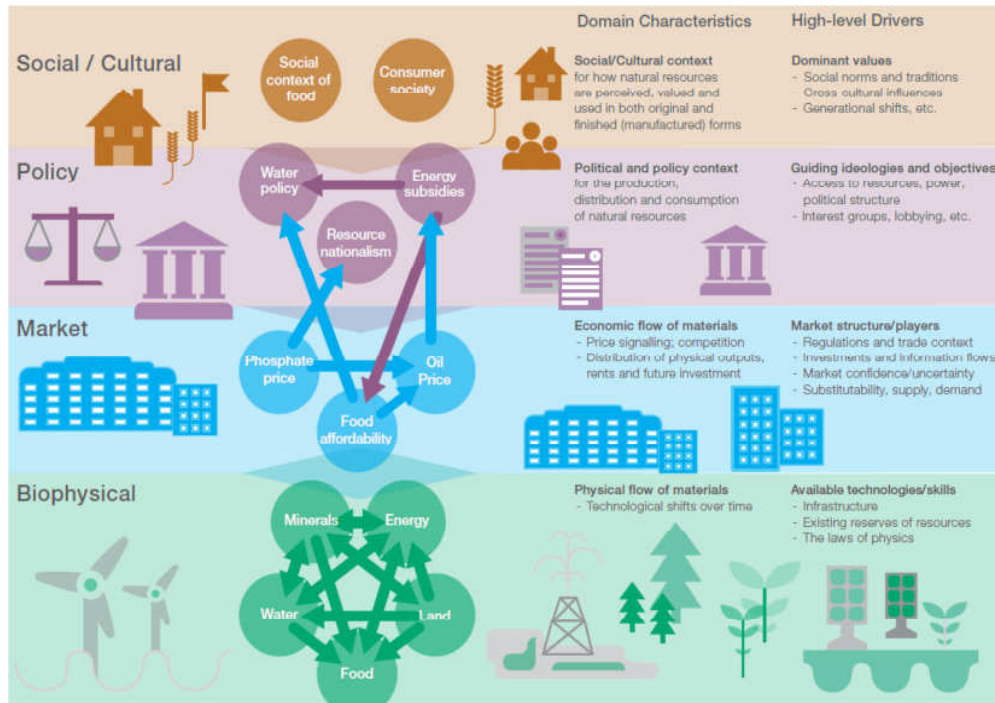 Domain Characteristics
High-level Drivers
Social / Cultural
Social
context of
food
Consumer
society
Social/Cultural context
for how natural resources
are perceived, valued and
used in both original and
finished (manufactured) forms
Dominant values
- Social norms and traditions
- Cross cultural influences
- Generational shifts, etc.
Policy
Water
policy
Energy
subsidies
Resource
nationalism
Political and policy context
for the production,
distribution and consumption
of natural resources
Guiding ideologies and objectives
- Access to resources, power,
political structure
- Interest groups, lobbying, etc.
Market
Phosphate
price
Oil
Price
Food
affordability
Economic flow of materials
- Price signalling; competition
- Distribution of physical outputs,
rents and future investment
Market structure/players
- Regulations and trade context
- Investments and information flows
- Market confidence/uncertainty
- Substitutability, supply, demand
Biophysical
Minerals
Energy
Water
Land
Food
Physical flow of materials
- Technological shifts over time
Available technologies/skills
- Infrastructure
- Existing reserves of resources
- The laws of physics